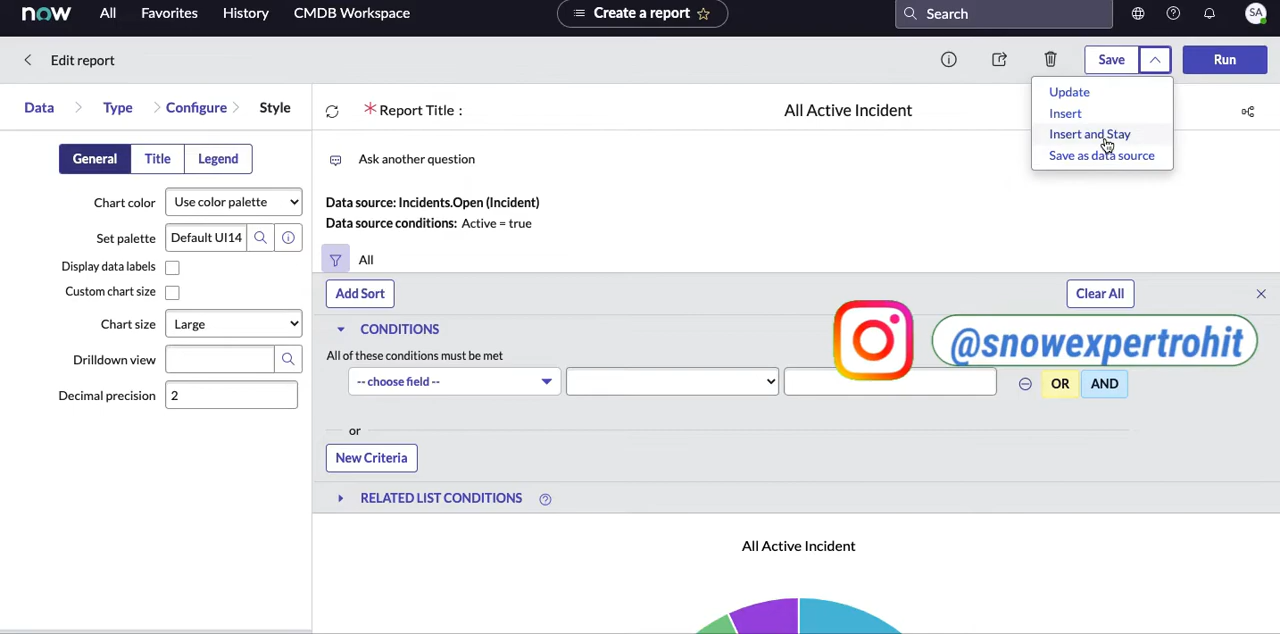 now All Favorites History CMDB Workspace Create a report Search SA
Edit report Save Run
Update
Insert
Insert and Stay
Save as data source
Data Type Configure Style
*Report Title : All Active Incident
General Title Legend
Ask another question
Chart color Use color palette
Set palette Default UI14
Display data labels
Custom chart size
Chart size Large
Drilldown view
Decimal precision 2
Data source: Incidents.Open (Incident)
Data source conditions: Active = true
All
Add Sort Clear All
CONDITIONS
@snowexpertrohit
All of these conditions must be met
-- choose field -- OR AND
or
New Criteria
RELATED LIST CONDITIONS
All Active Incident